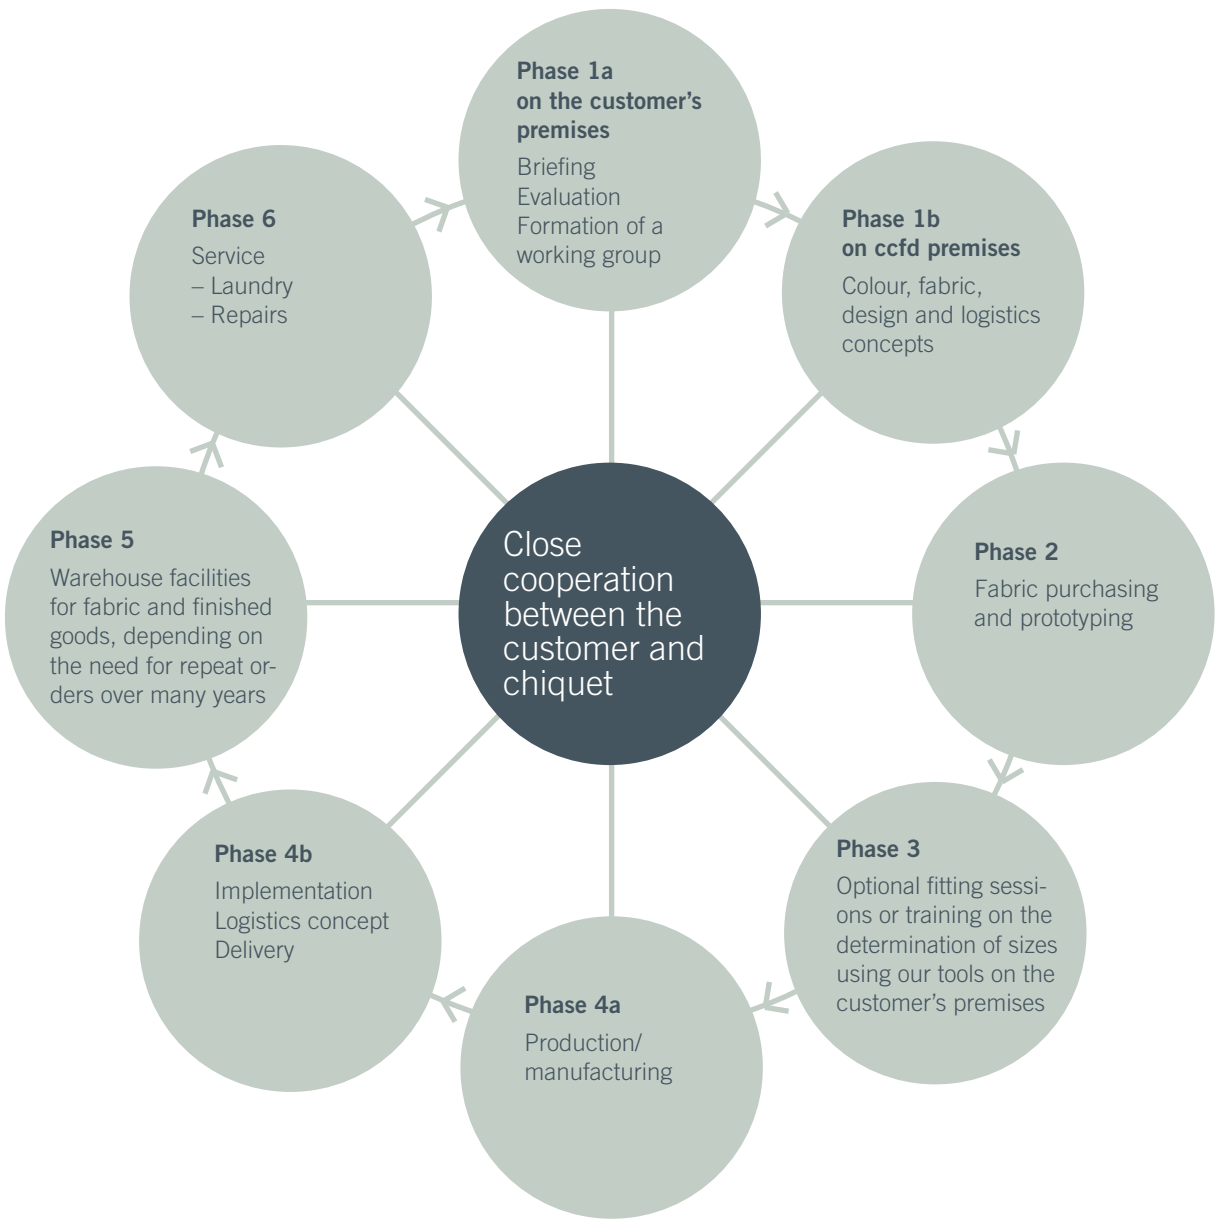 Phase 1a
on the customer’s
premises
Briefing
Evaluation
Formation of a
working group
Phase 1b
on ccfd premises
Colour, fabric,
design and logistics
concepts
Phase 2
Fabric purchasing
and prototyping
Phase 3
Optional fitting sessi-
ons or training on the
determination of sizes
using our tools on the
customer’s premises
Phase 4a
Production/
manufacturing
Phase 4b
Implementation
Logistics concept
Delivery
Phase 5
Warehouse facilities
for fabric and finished
goods, depending on
the need for repeat or-
ders over many years
Phase 6
Service
– Laundry
– Repairs
Close
cooperation
between the
customer and
chiquet